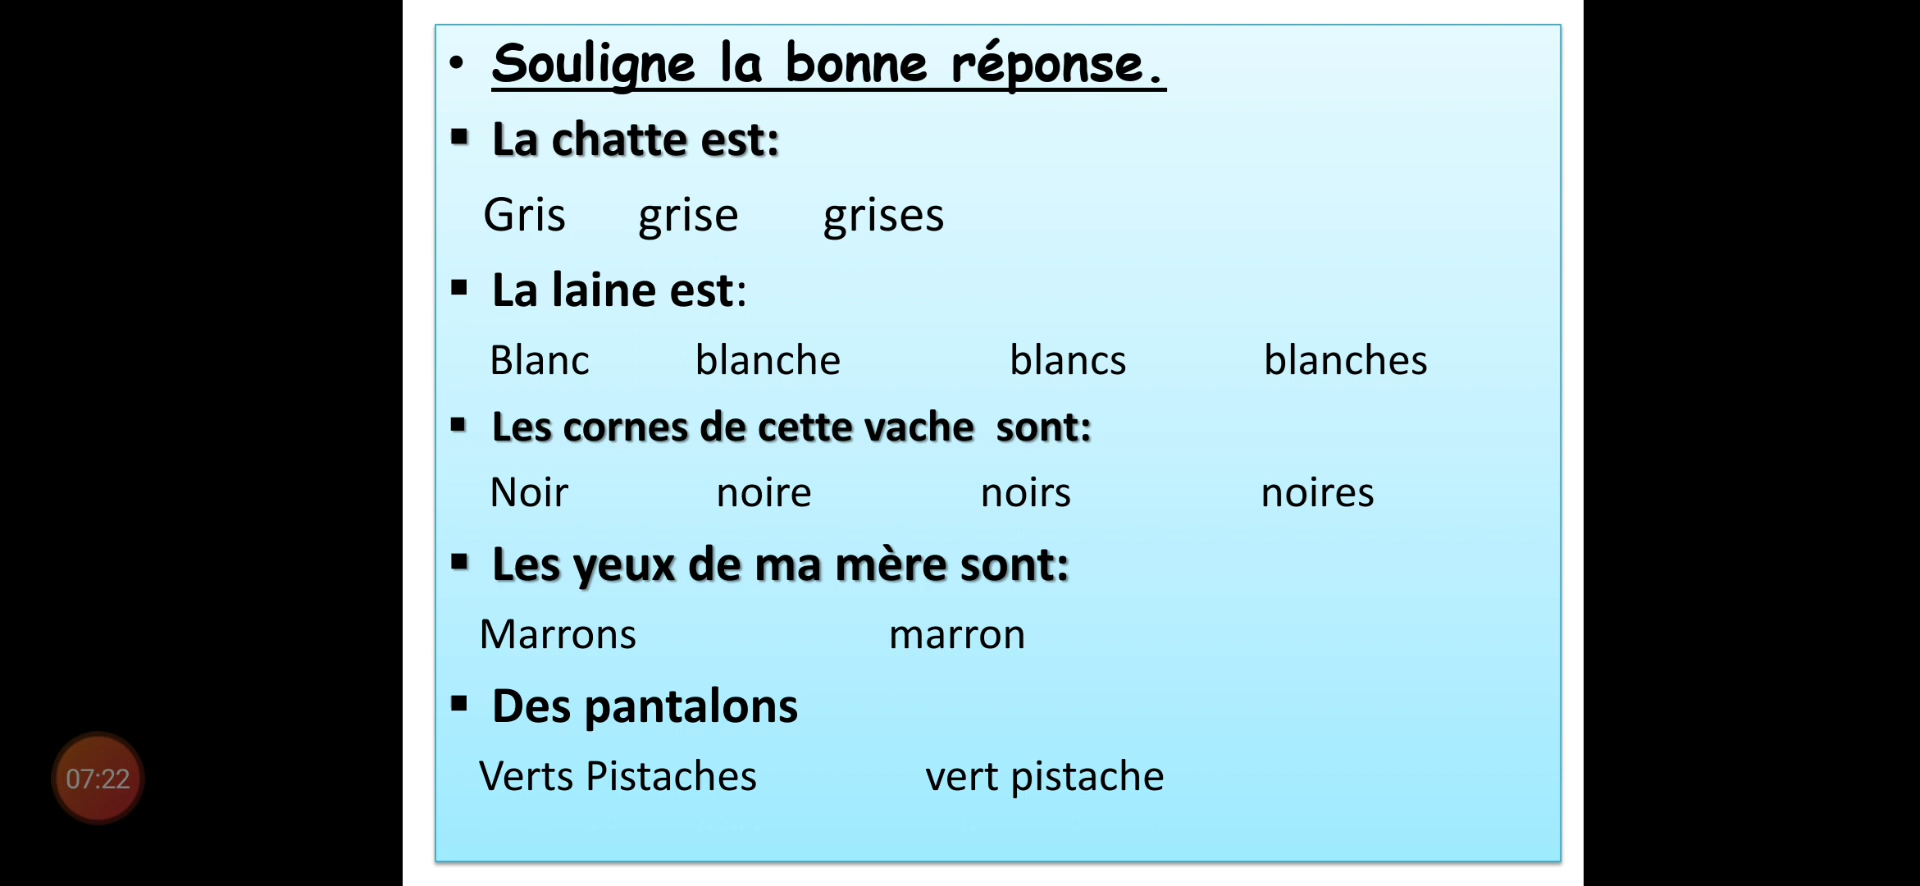 • Souligne la bonne réponse.
▪ La chatte est:
Gris grise grises
▪ La laine est:
Blanc blanche blancs blanches
▪ Les cornes de cette vache sont:
Noir noire noirs noires
▪ Les yeux de ma mère sont:
Marrons marron
▪ Des pantalons
Verts Pistaches vert pistache
07:22